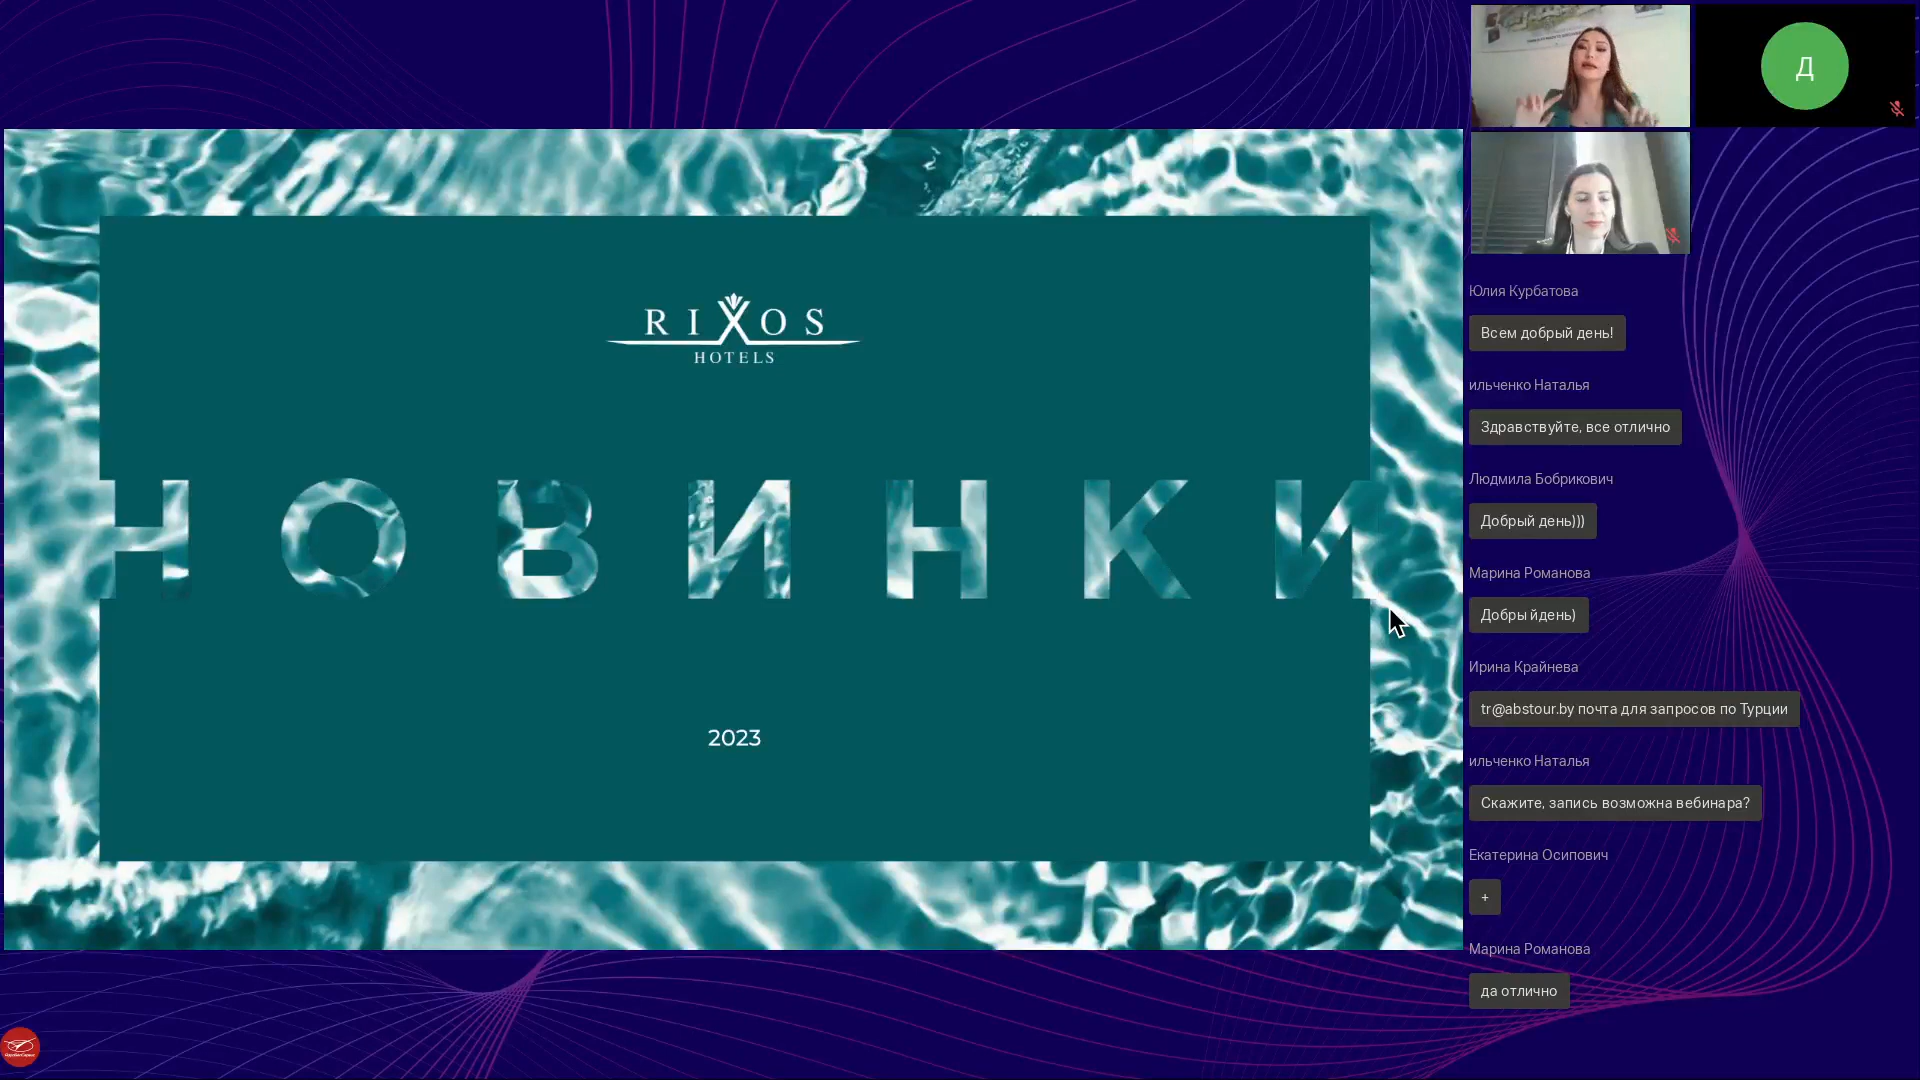 Д
RIXOS
HOTELS
НОВИНКИ
2023
Юлия Курбатова
Всем добрый день!
ильченко Наталья
Здравствуйте, все отлично
Людмила Бобрикович
Добрый день)))
Марина Романова
Добры йдень)
Ирина Крайнева
tr@abstour.by почта для запросов по Турции
ильченко Наталья
Скажите, запись возможна вебинара?
Екатерина Осипович
+
Марина Романова
да отлично